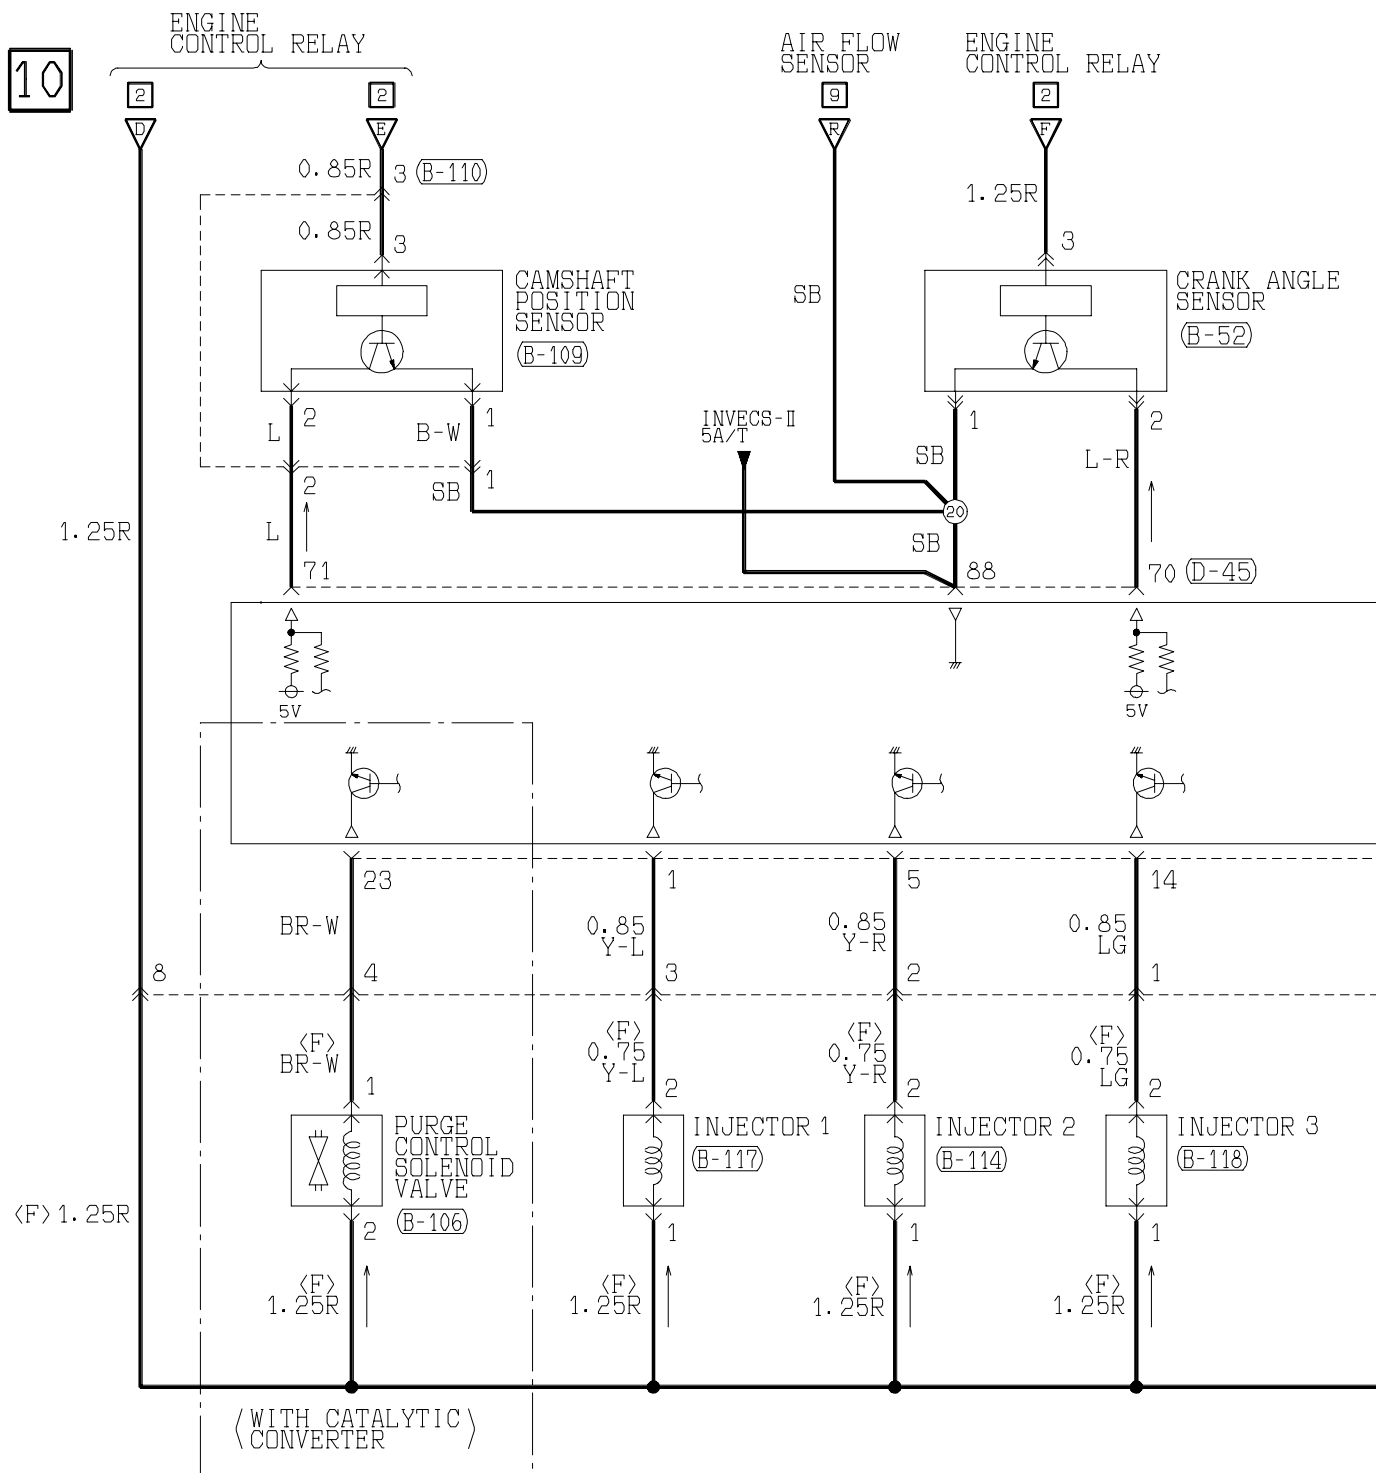 10
ENGINE
CONTROL RELAY
AIR FLOW
SENSOR
ENGINE
CONTROL RELAY
2
2
9
2
D
E
R
F
0.85R
3
B-110
1.25R
0.85R
3
3
CAMSHAFT
POSITION
SENSOR
B-109
SB
CRANK ANGLE
SENSOR
B-52
2
1
INVECS-II
5A/T
1
2
L
B-W
SB
L-R
2
1
SB
20
1.25R
L
SB
71
88
70
D-45
5V
5V
23
1
5
14
BR-W
0.85
Y-L
0.85
Y-R
0.85
LG
8
4
3
2
1
<F>
BR-W
<F>
0.75
Y-L
<F>
0.75
Y-R
<F>
0.75
LG
1
2
2
2
PURGE
CONTROL
SOLENOID
VALVE
B-106
INJECTOR 1
B-117
INJECTOR 2
B-114
INJECTOR 3
B-118
<F>1.25R
2
1
1
1
<F>
1.25R
<F>
1.25R
<F>
1.25R
<F>
1.25R
<WITH CATALYTIC
CONVERTER>